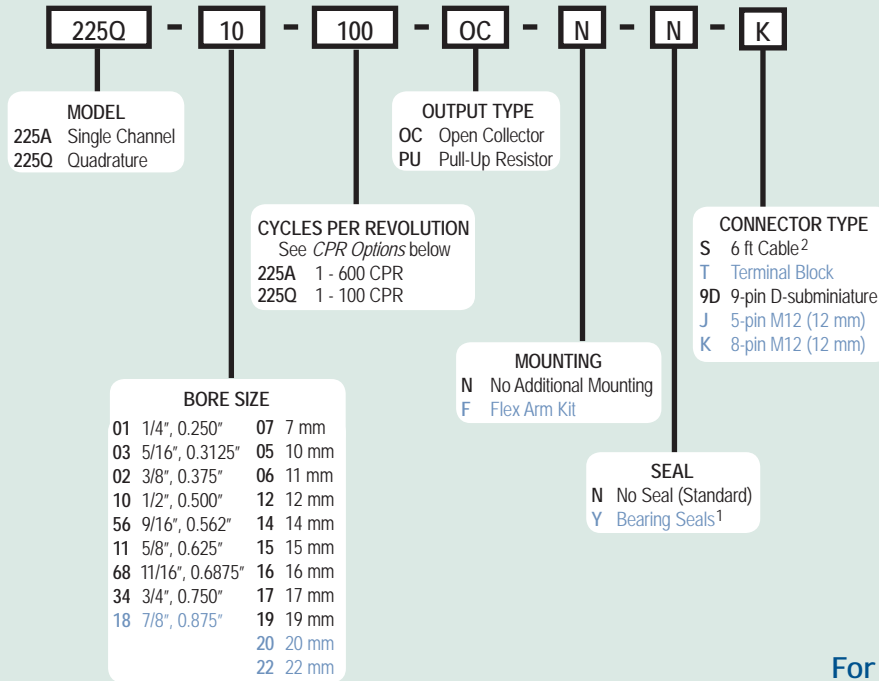 225Q - 10 - 100 - OC - N - N - K
MODEL
225A Single Channel
225Q Quadrature
OUTPUT TYPE
OC Open Collector
PU Pull-Up Resistor
CYCLES PER REVOLUTION
See CPR Options below
225A 1 - 600 CPR
225Q 1 - 100 CPR
CONNECTOR TYPE
S 6 ft Cable2
T Terminal Block
9D 9-pin D-subminiature
J 5-pin M12 (12 mm)
K 8-pin M12 (12 mm)
MOUNTING
N No Additional Mounting
F Flex Arm Kit
BORE SIZE
01 1/4", 0.250" 07 7 mm
03 5/16", 0.3125" 05 10 mm
02 3/8", 0.375" 06 11 mm
10 1/2", 0.500" 12 12 mm
56 9/16", 0.562" 14 14 mm
11 5/8", 0.625" 15 15 mm
68 11/16", 0.6875" 16 16 mm
34 3/4", 0.750" 17 17 mm
18 7/8", 0.875" 19 19 mm
20 20 mm
22 22 mm
SEAL
N No Seal (Standard)
Y Bearing Seals1
For